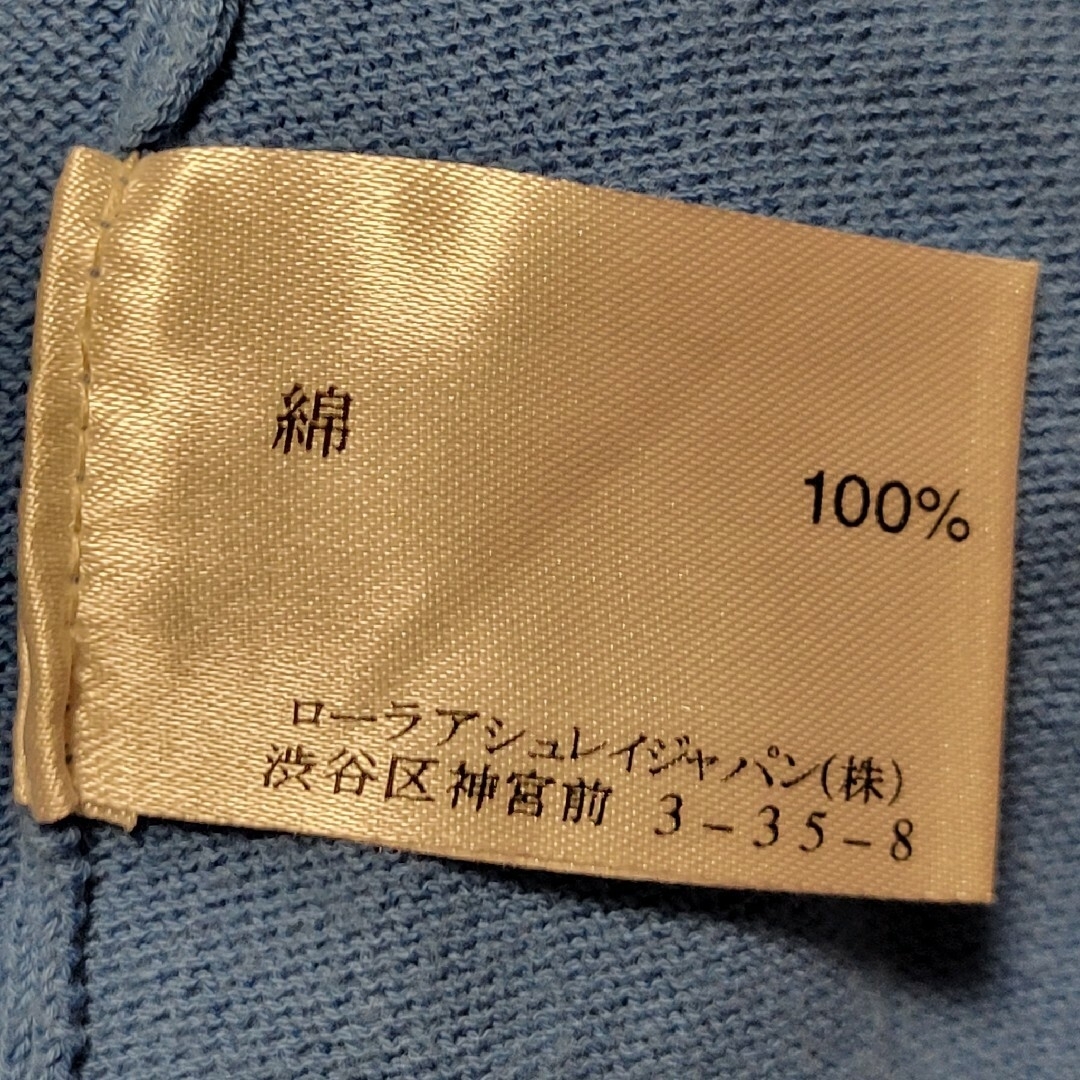 綿 100%
ローラアシュレイジャパン(株)
渋谷区神宮前 3-35-8